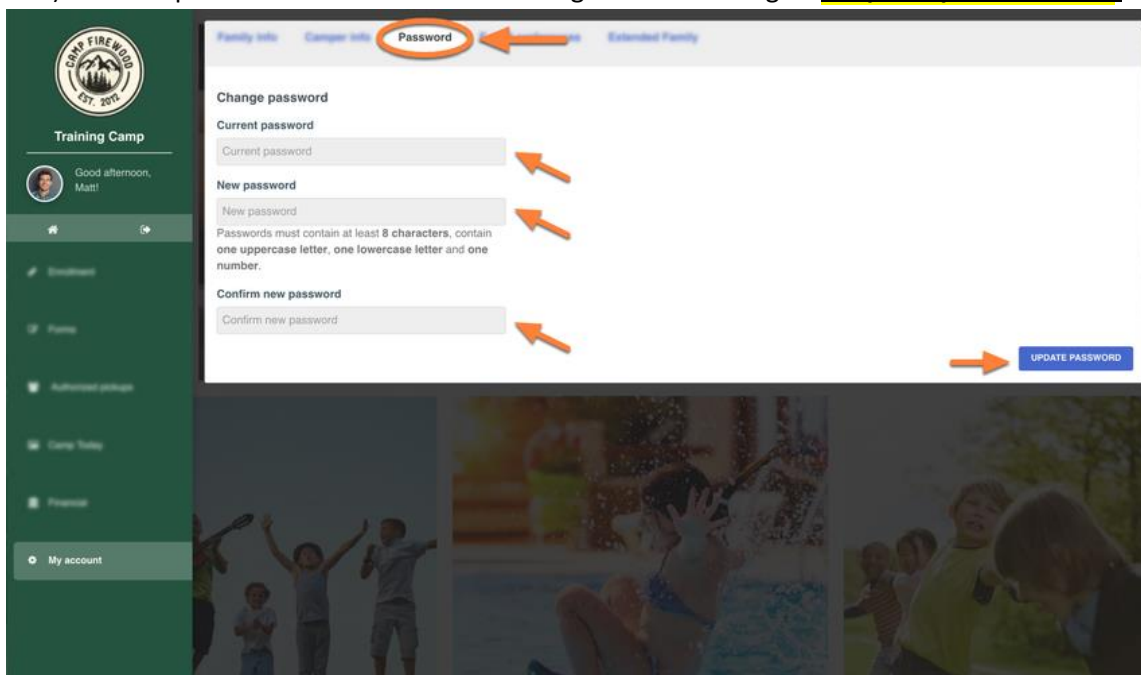 CAMP FIREWOOD
EST. 2012
Training Camp
Good afternoon,
Matt!
Enrollment
Forms
Authorized pickups
Camp Today
Financial
My account
Family info Camper info Password Extended Family
Change password
Current password
Current password
New password
New password
Passwords must contain at least 8 characters, contain
one uppercase letter, one lowercase letter and one
number.
Confirm new password
Confirm new password
UPDATE PASSWORD